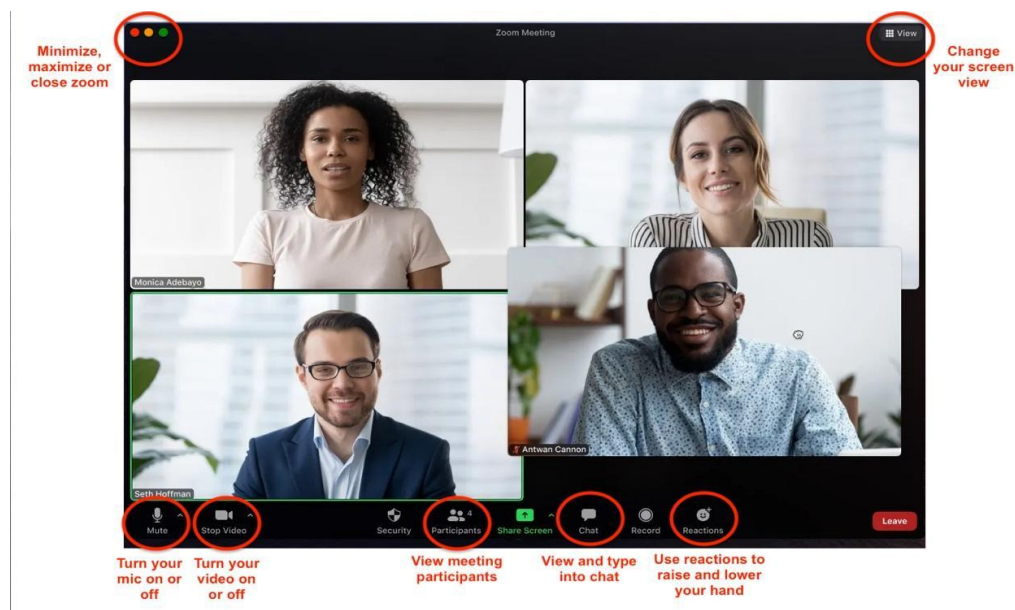 Zoom Meeting
View
Minimize,
maximize or
close zoom
Change
your screen
view
Monica Adebayo
Antwan Cannon
Seth Hoffman
Mute
Stop Video
Security
Participants
4
Share Screen
Chat
Record
Reactions
Leave
Turn your
mic on or
off
Turn your
video on
or off
View meeting
participants
View and type
into chat
Use reactions to
raise and lower
your hand